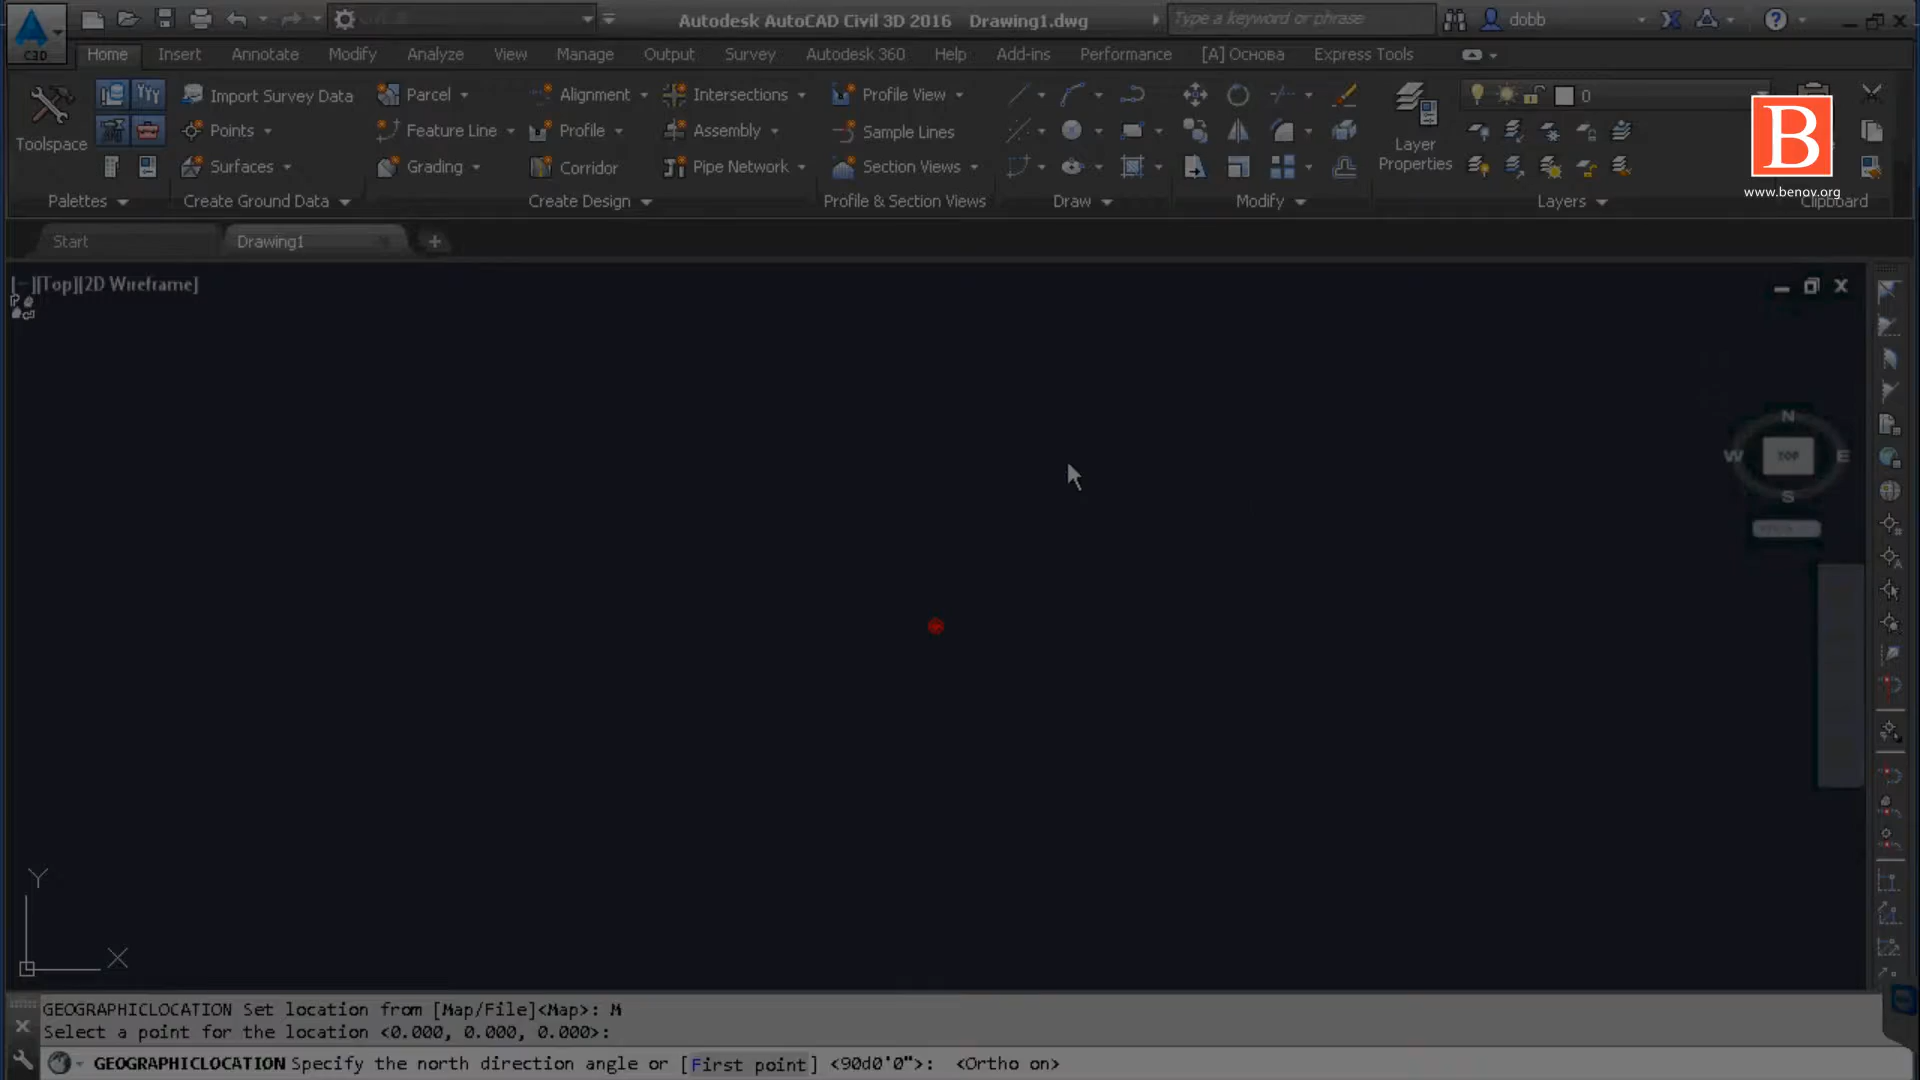 Autodesk AutoCAD Civil 3D 2016 Drawing1.dwg
Type a keyword or phrase
dobb
C3D
Home Insert Annotate Modify Analyze View Manage Output Survey Autodesk 360 Help Add-ins Performance [A] Основа Express Tools
Toolspace
Import Survey Data
Points
Surfaces
Parcel
Feature Line
Grading
Alignment
Profile
Corridor
Intersections
Assembly
Pipe Network
Profile View
Sample Lines
Section Views
Layer
Properties
0
B
www.benov.org
Palettes
Create Ground Data
Create Design
Profile & Section Views
Draw
Modify
Layers
Clipboard
Start
Drawing1
[−][Top][2D Wireframe]
N
W
TOP
E
S
Y
X
GEOGRAPHICLOCATION Set location from [Map/File]<Map>: M
Select a point for the location <0.000, 0.000, 0.000>:
GEOGRAPHICLOCATION Specify the north direction angle or [First point] <90d0'0">: <Ortho on>